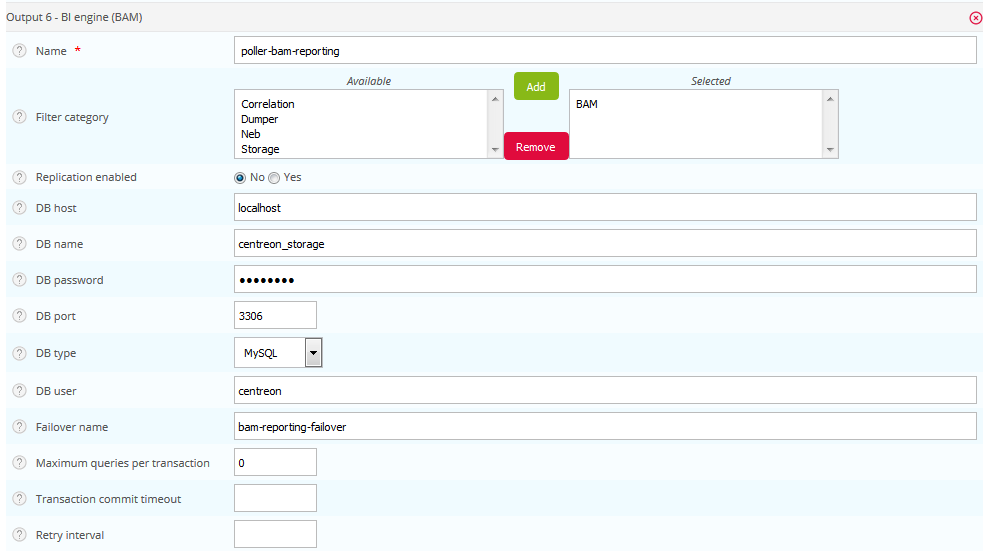 Output 6 - BI engine (BAM)
? Name * poller-bam-reporting
Available Add Selected
? Filter category Correlation BAM
Dumper
Neb
Storage Remove
? Replication enabled No Yes
? DB host localhost
? DB name centreon_storage
? DB password ••••••••
? DB port 3306
? DB type MySQL
? DB user centreon
? Failover name bam-reporting-failover
? Maximum queries per transaction 0
? Transaction commit timeout
? Retry interval